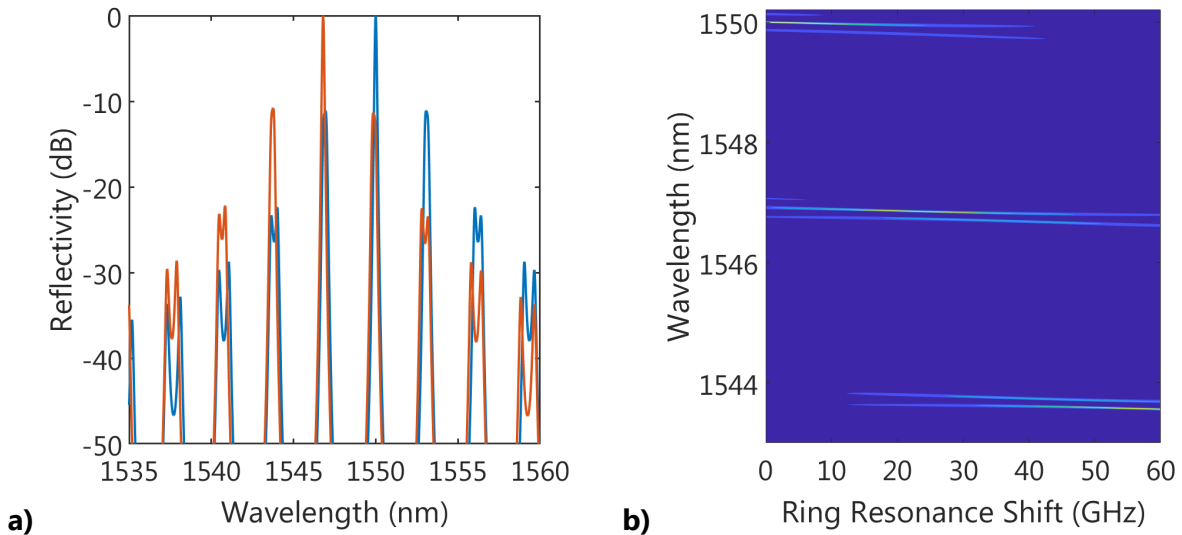 0
-10
-20
-30
-40
-50
Reflectivity (dB)
1535 1540 1545 1550 1555 1560
Wavelength (nm)
a)
1550
1548
1546
1544
Wavelength (nm)
0 10 20 30 40 50 60
Ring Resonance Shift (GHz)
b)